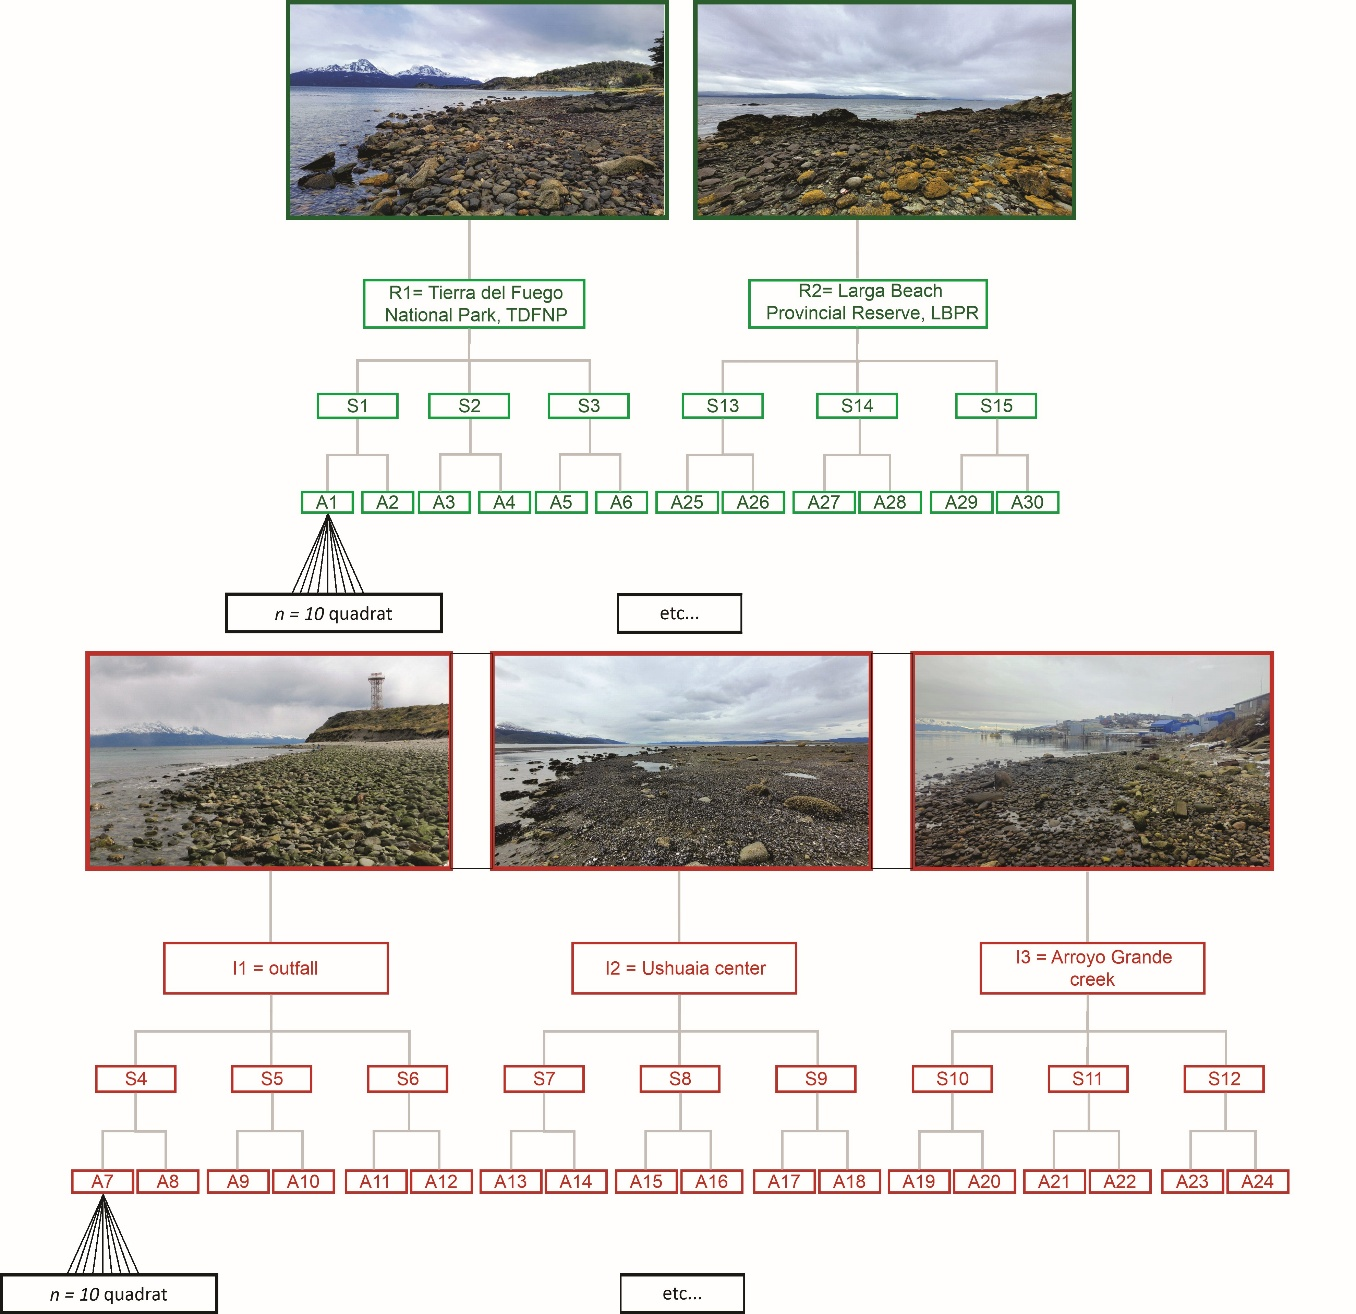 R1= Tierra del Fuego
National Park, TDFNP
R2= Larga Beach
Provincial Reserve, LBPR
S1
S2
S3
S13
S14
S15
A1
A2
A3
A4
A5
A6
A25
A26
A27
A28
A29
A30
n = 10 quadrat
etc...
I1 = outfall
I2 = Ushuaia center
I3 = Arroyo Grande
creek
S4
S5
S6
S7
S8
S9
S10
S11
S12
A7
A8
A9
A10
A11
A12
A13
A14
A15
A16
A17
A18
A19
A20
A21
A22
A23
A24
n = 10 quadrat
etc...